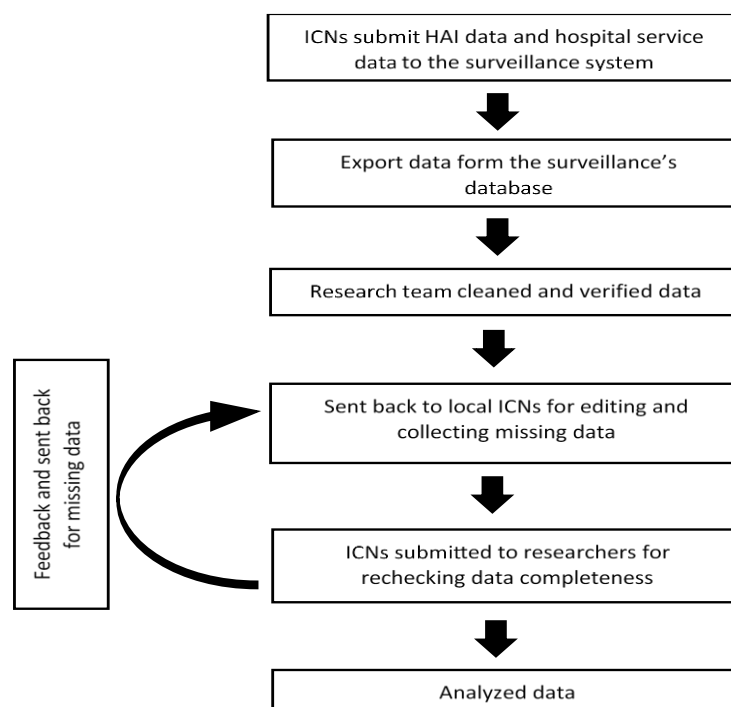 ICNs submit HAI data and hospital service
data to the surveillance system
Export data form the surveillance’s
database
Research team cleaned and verified data
Sent back to local ICNs for editing and
collecting missing data
Feedback and sent back
for missing data
ICNs submitted to researchers for
rechecking data completeness
Analyzed data